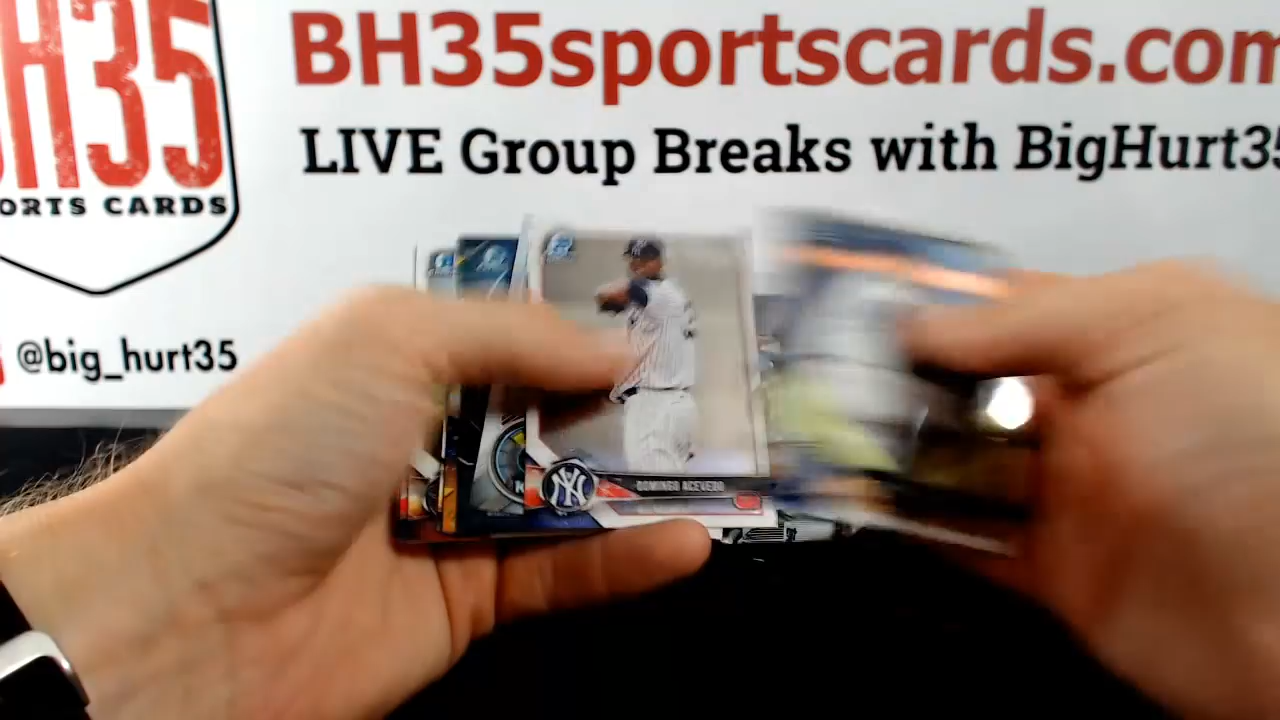 BH35sportscards.com
LIVE Group Breaks with BigHurt35
H35
ORTS CARDS
@big_hurt35
DOMINGO ACEVEDO